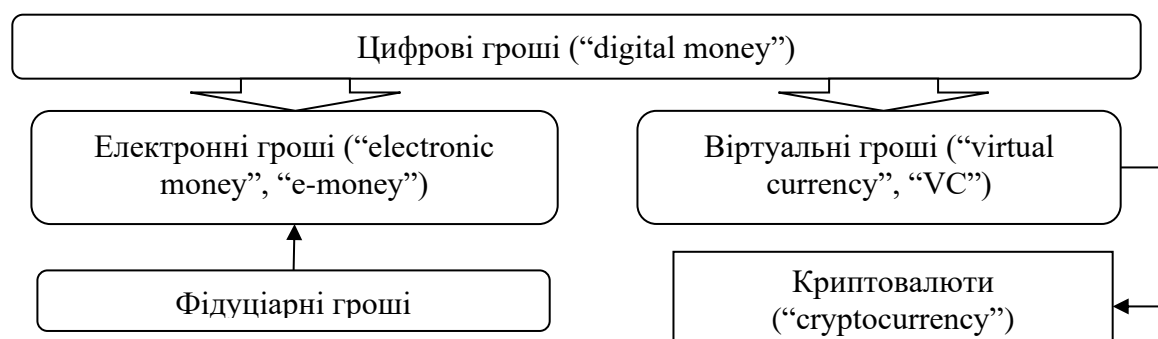 Цифрові гроші (“digital money”)
Електронні гроші (“electronic
money”, “e-money”)
Віртуальні гроші (“virtual
currency”, “VC”)
Фідуціарні гроші
Криптовалюти
(“cryptocurrency”)